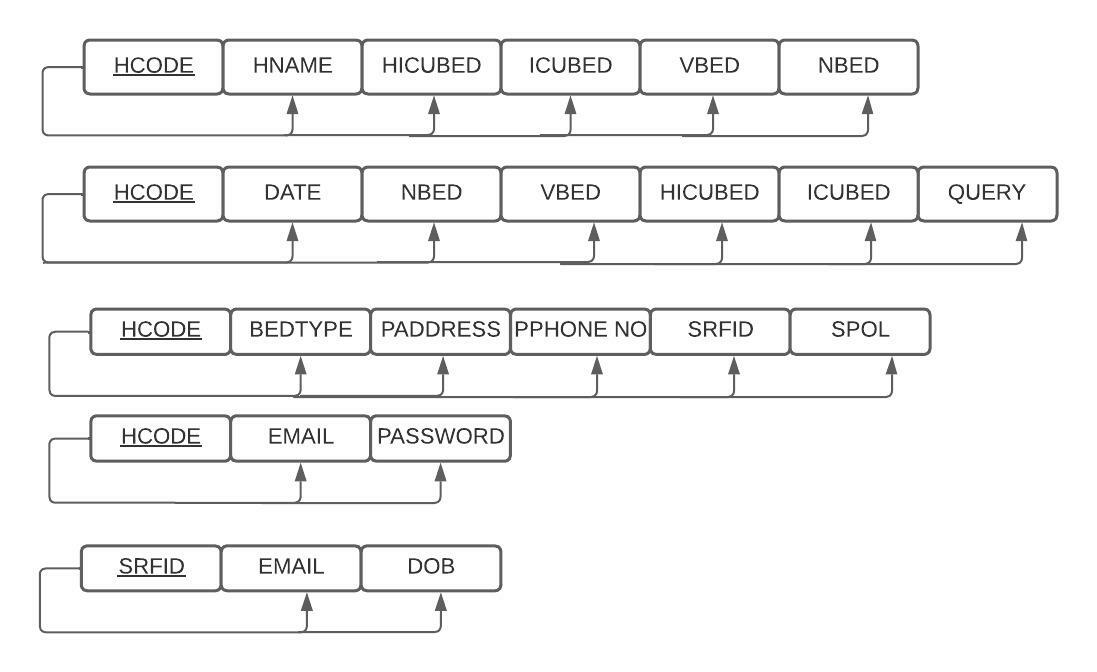 HCODE HNAME HICUBED ICUBED VBED NBED
HCODE DATE NBED VBED HICUBED ICUBED QUERY
HCODE BEDTYPE PADDRESS PPHONE NO SRFID SPOL
HCODE EMAIL PASSWORD
SRFID EMAIL DOB